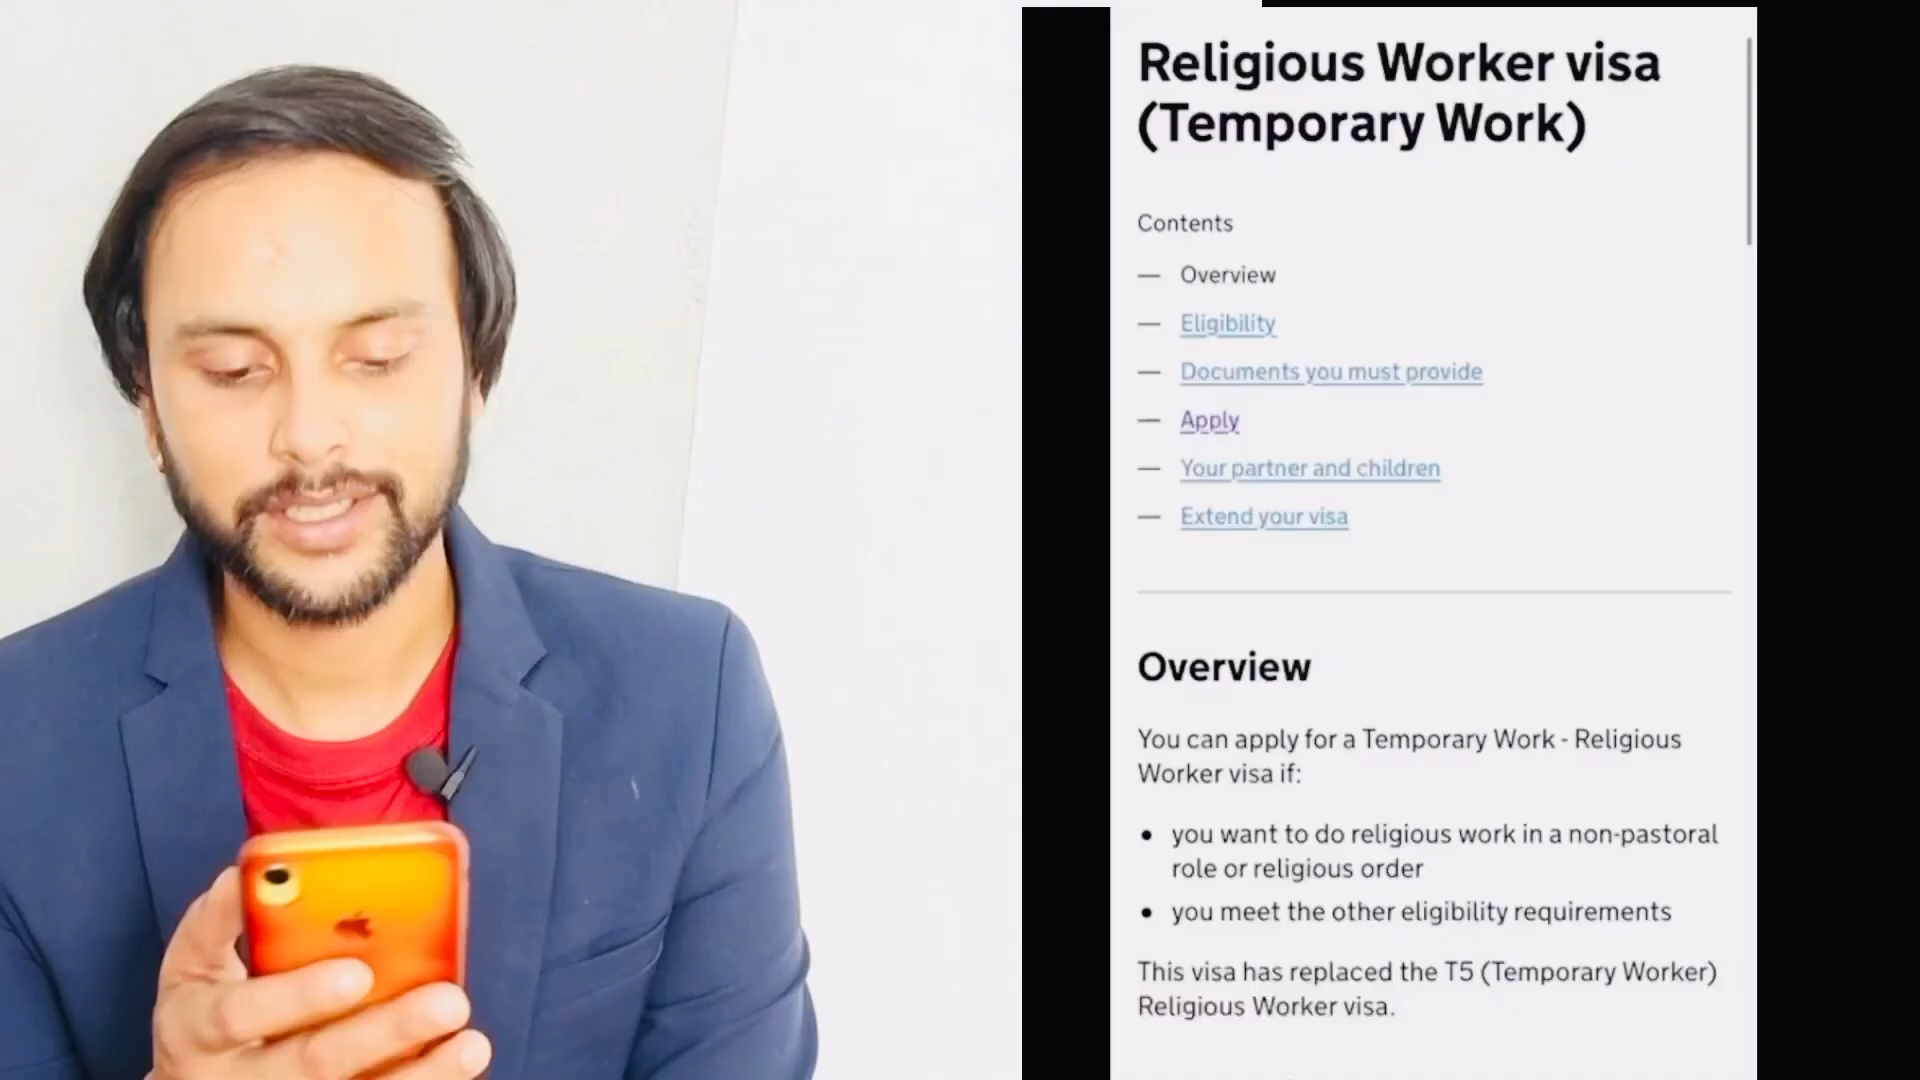 Religious Worker visa
(Temporary Work)
Contents
— Overview
— Eligibility
— Documents you must provide
— Apply
— Your partner and children
— Extend your visa
Overview
You can apply for a Temporary Work - Religious
Worker visa if:
• you want to do religious work in a non-pastoral
role or religious order
• you meet the other eligibility requirements
This visa has replaced the T5 (Temporary Worker)
Religious Worker visa.